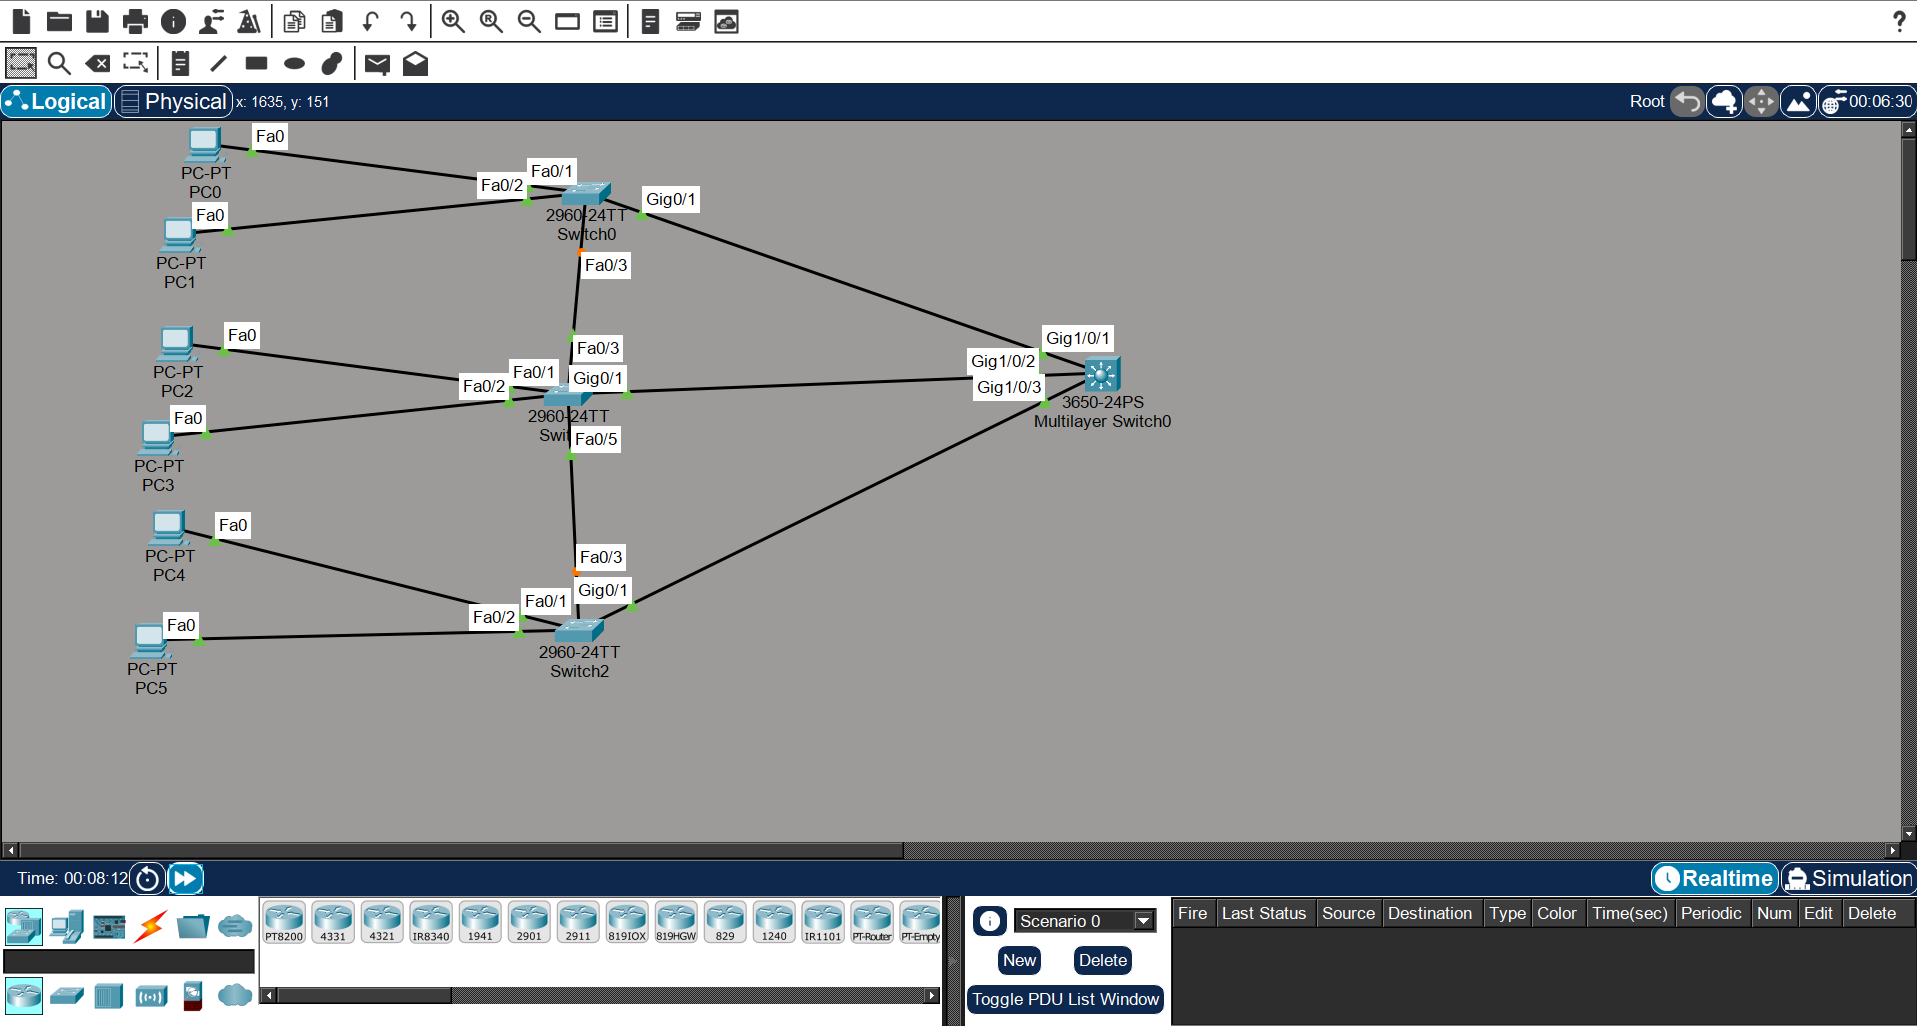 Logical
Physical
x: 1635, y: 151
Root
00:06:30
Fa0
PC-PT
PC0
Fa0/1
Fa0/2
2960-24TT
Switch0
Gig0/1
Fa0
PC-PT
PC1
Fa0/3
Fa0
PC-PT
PC2
Fa0/3
Gig0/1
Fa0/1
Fa0/2
2960-24TT
Swit
Fa0/5
Fa0
PC-PT
PC3
Gig1/0/1
Gig1/0/2
Gig1/0/3
3650-24PS
Multilayer Switch0
Fa0
PC-PT
PC4
Fa0/3
Gig0/1
Fa0/1
Fa0/2
2960-24TT
Switch2
Fa0
PC-PT
PC5
Time: 00:08:12
Realtime
Simulation
PT8200
4331
4321
IR8340
1941
2901
2911
819IOX
819HGW
829
1240
IR1101
PT-Router
PT-Empty
Scenario 0
New
Delete
Toggle PDU List Window
Fire
Last Status
Source
Destination
Type
Color
Time(sec)
Periodic
Num
Edit
Delete